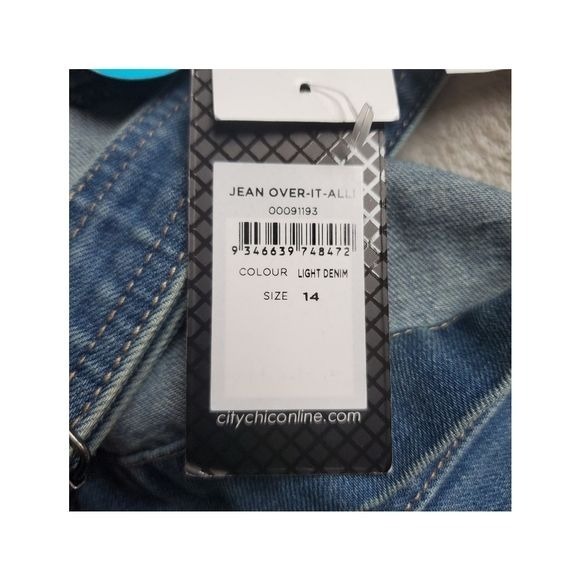 JEAN OVER-IT-ALL!
00091193
9 346639 748472
COLOUR LIGHT DENIM
SIZE 14
citychiconline.com